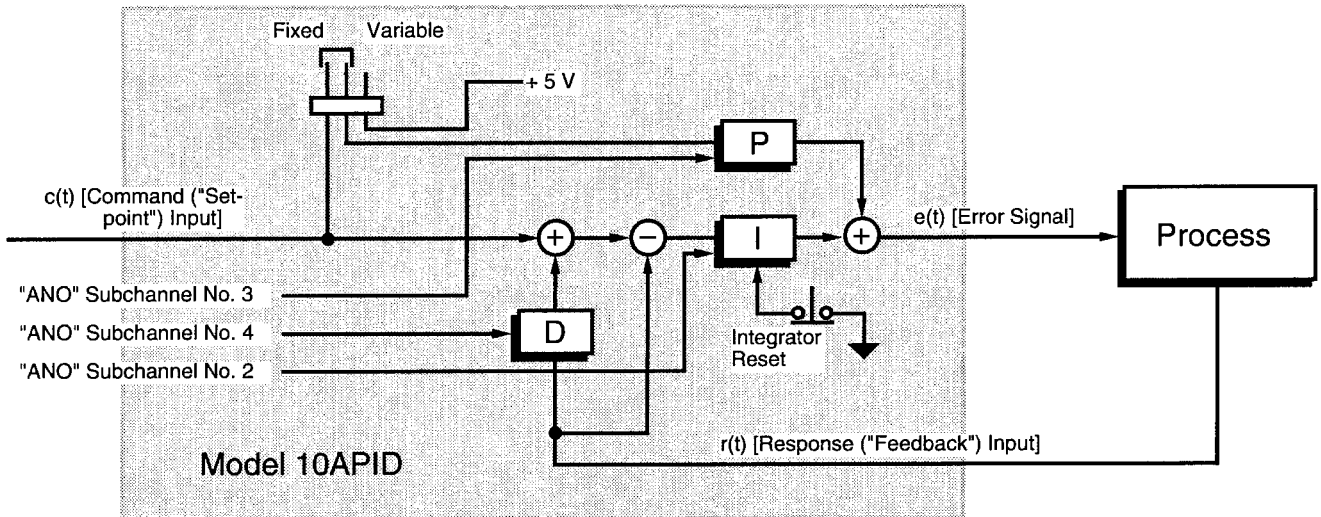 Fixed Variable
+ 5 V
P
c(t) [Command ("Set-
point") Input]
+
−
I
+
e(t) [Error Signal]
Process
"ANO" Subchannel No. 3
"ANO" Subchannel No. 4
D
Integrator
Reset
"ANO" Subchannel No. 2
r(t) [Response ("Feedback") Input]
Model 10APID